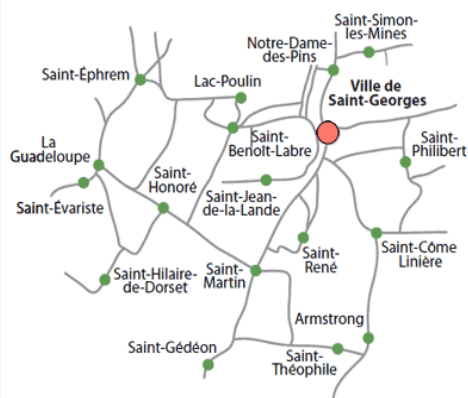 Saint-Simon-
les-Mines
Notre-Dame-
des-Pins
Saint-Éphrem
Lac-Poulin
Ville de
Saint-Georges
La
Guadeloupe
Saint-
Benoît-Labre
Saint-
Philibert
Saint-
Honoré
Saint-Jean-
de-la-Lande
Saint-Évariste
Saint-Hilaire-
de-Dorset
Saint-
Martin
Saint-
René
Saint-Côme
Linière
Armstrong
Saint-Gédéon
Saint-
Théophile